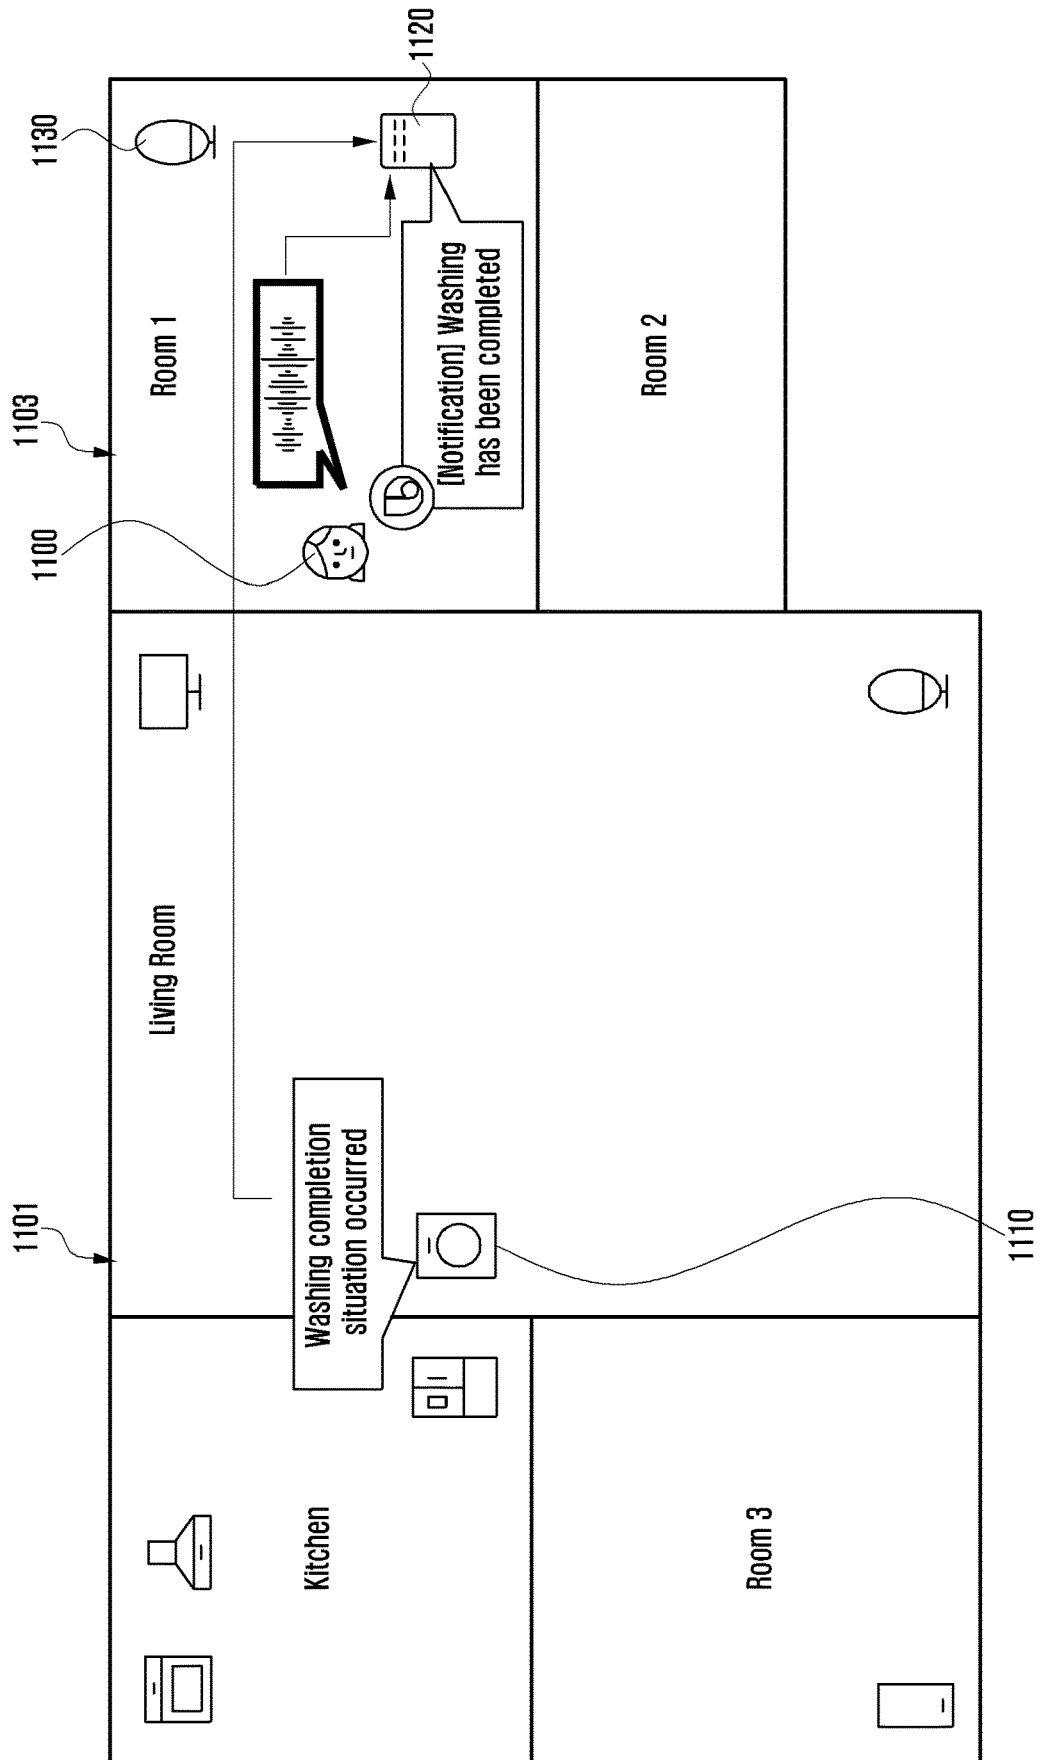 1101
1103
1100
1130
Living Room
Room 1
Kitchen
Washing completion
situation occurred
1120
[Notification] Washing
has been completed
Room 2
Room 3
1110